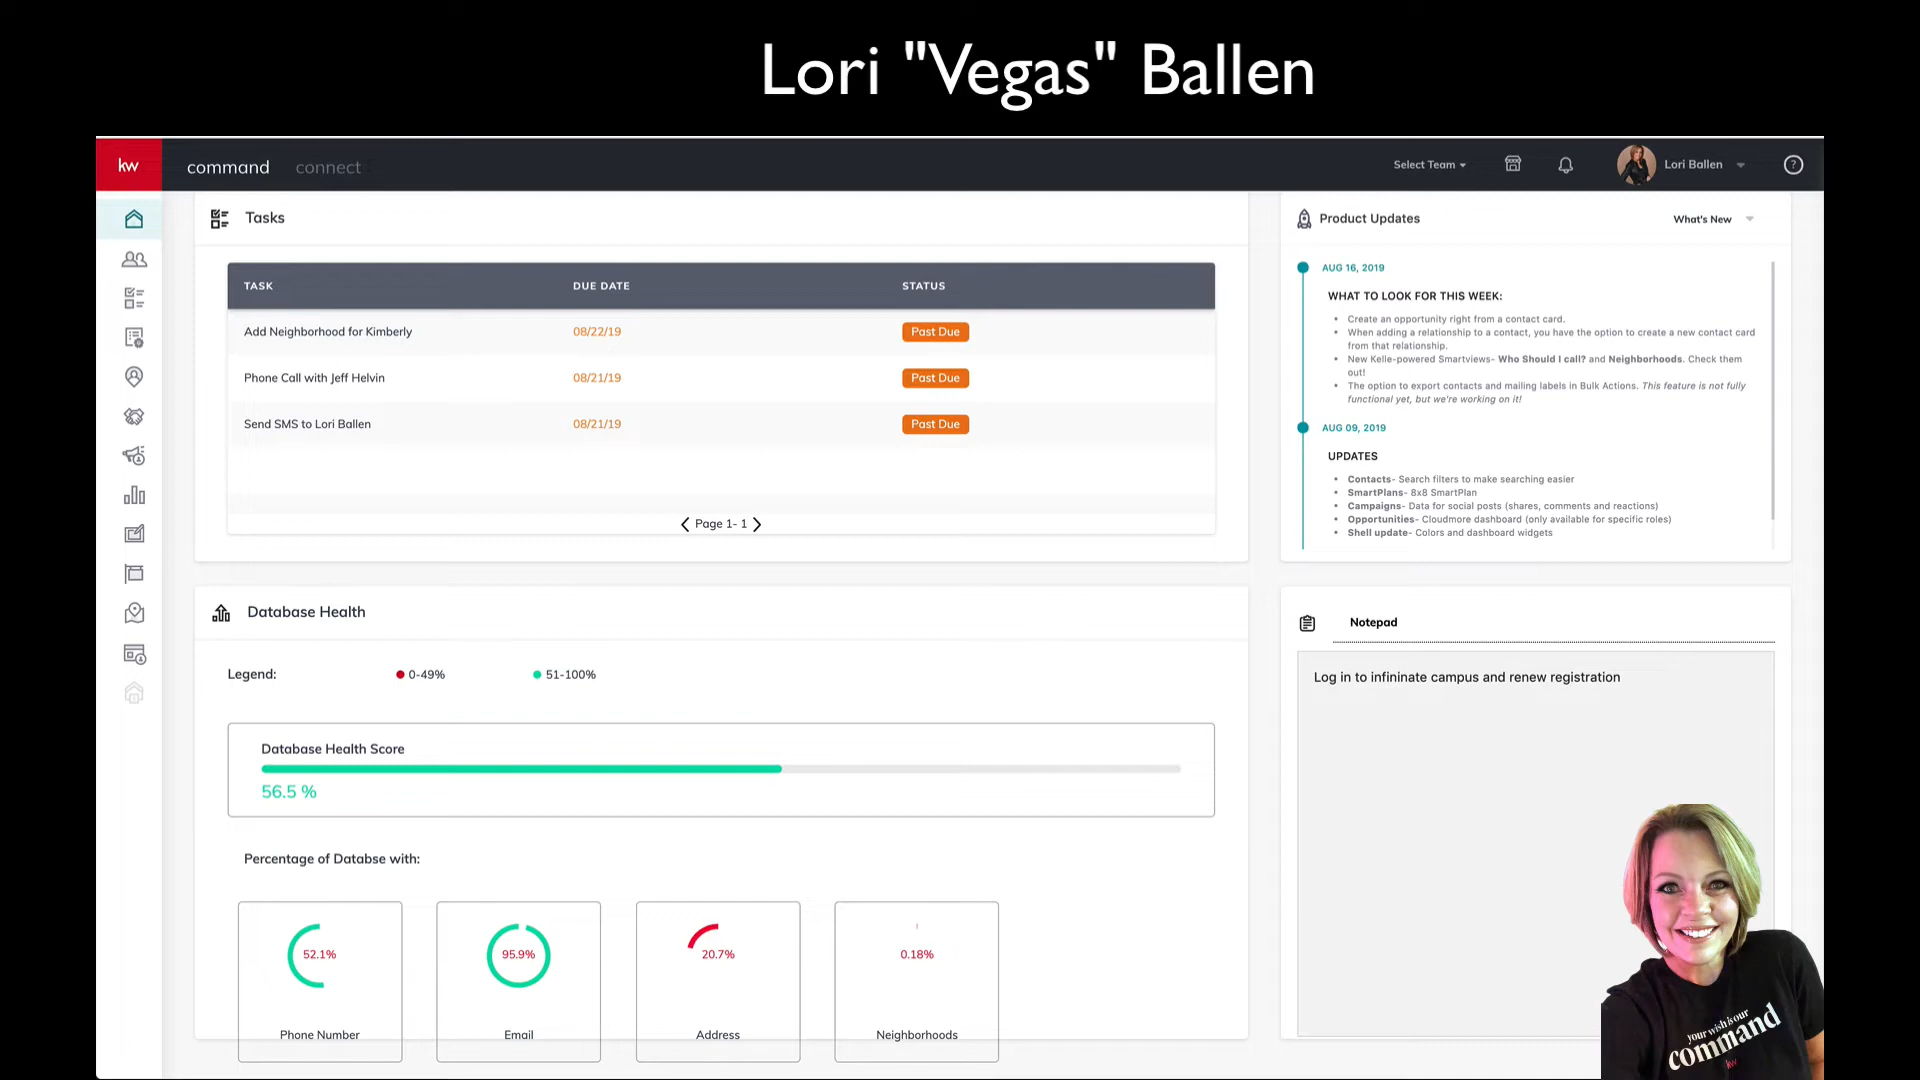 Lori "Vegas" Ballen
kw
command
connect
Select Team
Lori Ballen
?
Tasks
TASK
DUE DATE
STATUS
Add Neighborhood for Kimberly
08/22/19
Past Due
Phone Call with Jeff Helvin
08/21/19
Past Due
Send SMS to Lori Ballen
08/21/19
Past Due
Page 1- 1
Product Updates
What's New
AUG 16, 2019
WHAT TO LOOK FOR THIS WEEK:
• Create an opportunity right from a contact card.
• When adding a relationship to a contact, you have the option to create a new contact card
from that relationship.
• New Kelle-powered Smartviews- Who Should I call? and Neighborhoods. Check them
out!
• The option to export contacts and mailing labels in Bulk Actions. This feature is not fully
functional yet, but we're working on it!
AUG 09, 2019
UPDATES
• Contacts- Search filters to make searching easier
• SmartPlans- 8x8 SmartPlan
• Campaigns- Data for social posts (shares, comments and reactions)
• Opportunities- Cloudmore dashboard (only available for specific roles)
• Shell update- Colors and dashboard widgets
Database Health
Legend:
0-49%
51-100%
Database Health Score
56.5 %
Percentage of Databse with:
52.1%
Phone Number
95.9%
Email
20.7%
Address
0.18%
Neighborhoods
Notepad
Log in to infininate campus and renew registration
your wish is our
command
kw